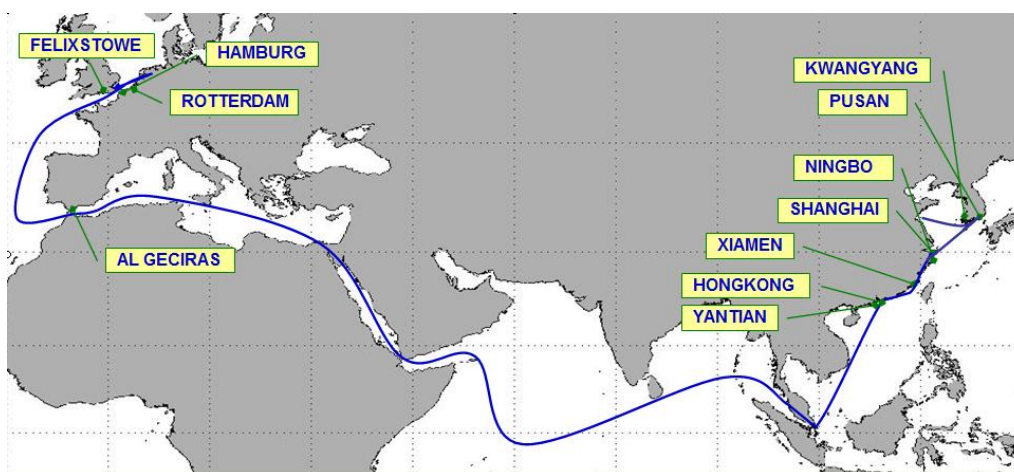 FELIXSTOWE
HAMBURG
ROTTERDAM
AL GECIRAS
KWANGYANG
PUSAN
NINGBO
SHANGHAI
XIAMEN
HONGKONG
YANTIAN